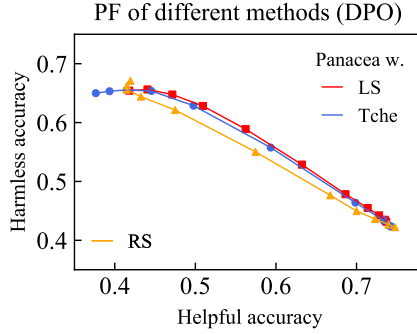 PF of different methods (DPO)
Harmless accuracy
0.7
0.6
0.5
0.4
Panacea w.
LS
Tche
RS
0.4 0.5 0.6 0.7
Helpful accuracy